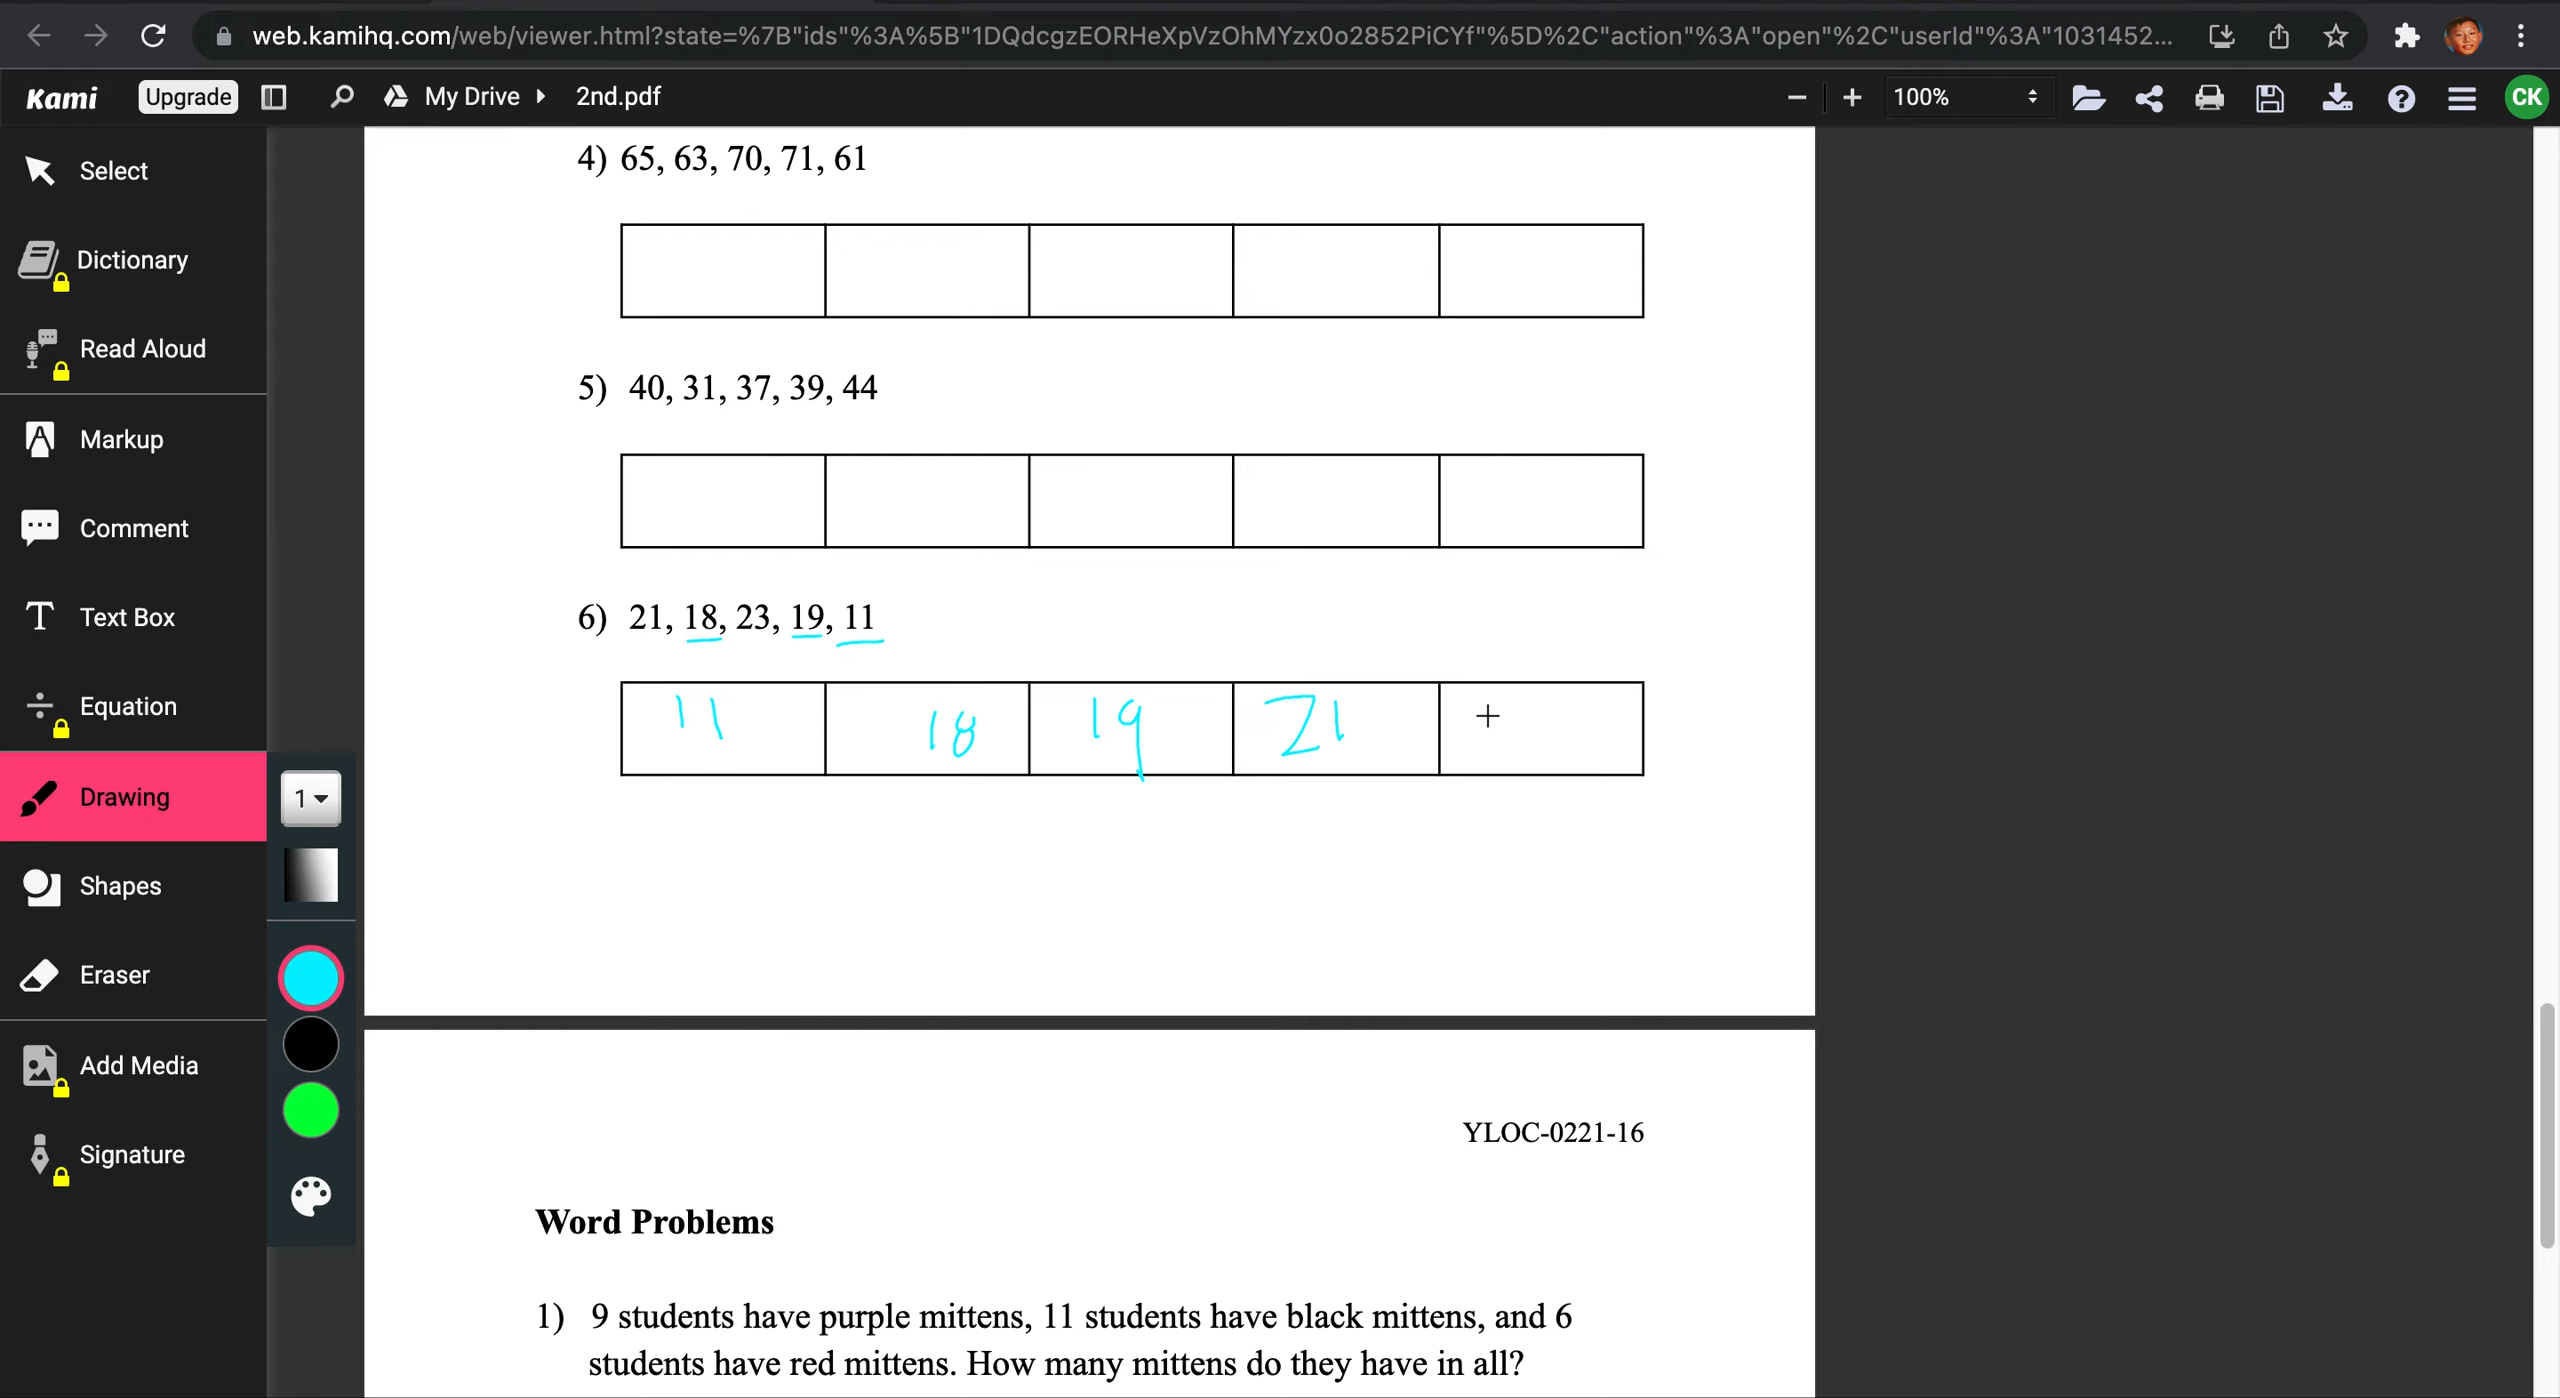 web.kamihq.com/web/viewer.html?state=%7B"ids"%3A%5B"1DQdcgzEORHeXpVzOhMYzx0o2852PiCYf"%5D%2C"action"%3A"open"%2C"userId"%3A"1031452...
Kami Upgrade My Drive 2nd.pdf 100% CK
Select
Dictionary
Read Aloud
Markup
Comment
Text Box
Equation
Drawing
1
Shapes
Eraser
Add Media
Signature
4) 65, 63, 70, 71, 61
5) 40, 31, 37, 39, 44
6) 21, 18, 23, 19, 11
11 18 19 21
YLOC-0221-16
Word Problems
1) 9 students have purple mittens, 11 students have black mittens, and 6
students have red mittens. How many mittens do they have in all?